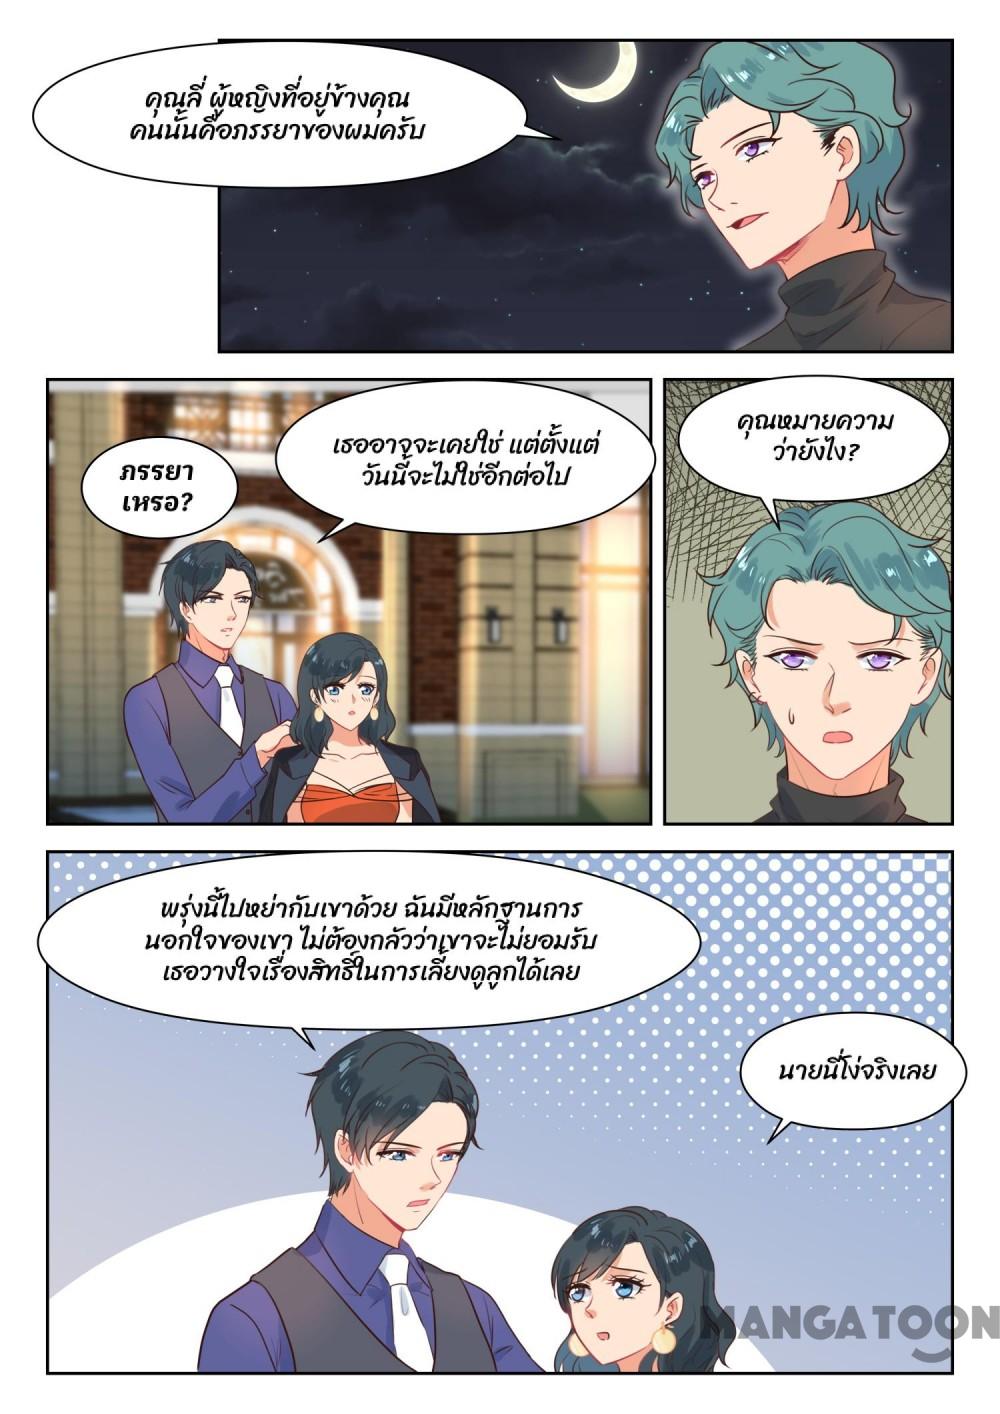 คุณลี่ ผู้หญิงที่อยู่ข้างคุณ
คนนั้นคือภรรยาของผมครับ
ภรรยา
เหรอ?
เธออาจจะเคยใช่ แต่ตั้งแต่
วันนี้จะไม่ใช่อีกต่อไป
คุณหมายความ
ว่ายังไง?
พรุ่งนี้ไปหย่ากับเขาด้วย ฉันมีหลักฐานการ
นอกใจของเขา ไม่ต้องกลัวว่าเขาจะไม่ยอมรับ
เธอวางใจเรื่องสิทธิ์ในการเลี้ยงดูลูกได้เลย
นายนี่โง่จริงเลย
MANGATOON